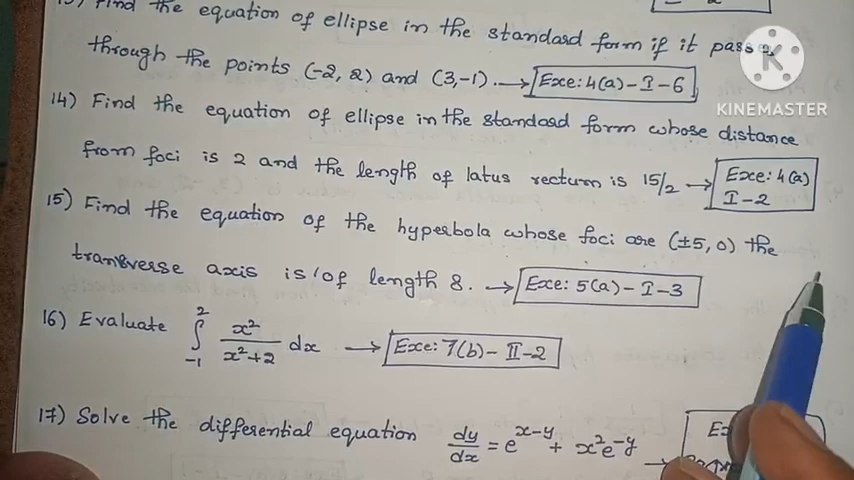 13) Find the equation of ellipse in the standard form if it passes
through the points (-2, 2) and (3,-1). → Exe: 4(a)-I-6
14) Find the equation of ellipse in the standard form whose distance
from foci is 2 and the length of latus rectum is 15/2 → Exe: 4(a)
I-2
15) Find the equation of the hyperbola whose foci are (±5, 0) the
transverse axis is of length 8. → Exe: 5(a)-I-3
16) Evaluate ∫_{-1}^{2} x²/(x²+2) dx → Exe: 7(b)- II-2
17) Solve the differential equation dy/dx = e^{x-y} + x²e^{-y} →
KINEMASTER